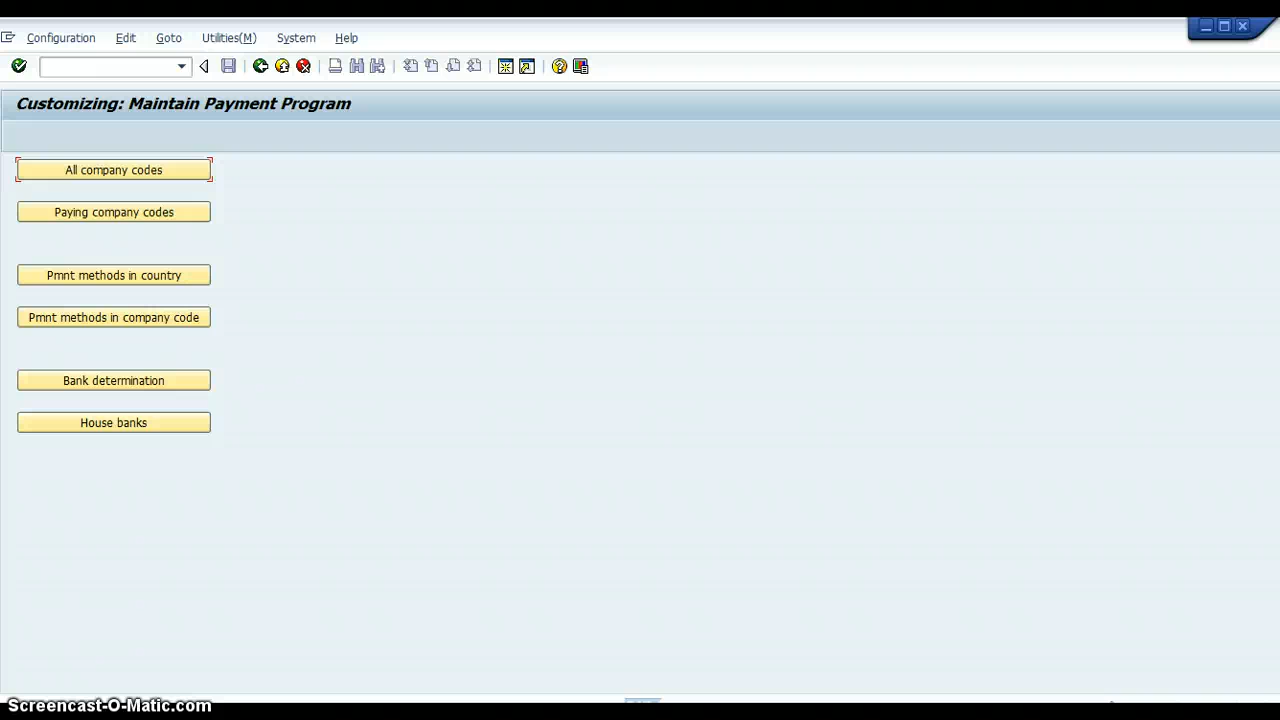 Configuration Edit Goto Utilities(M) System Help
Customizing: Maintain Payment Program
All company codes
Paying company codes
Pmnt methods in country
Pmnt methods in company code
Bank determination
House banks
Screencast-O-Matic.com